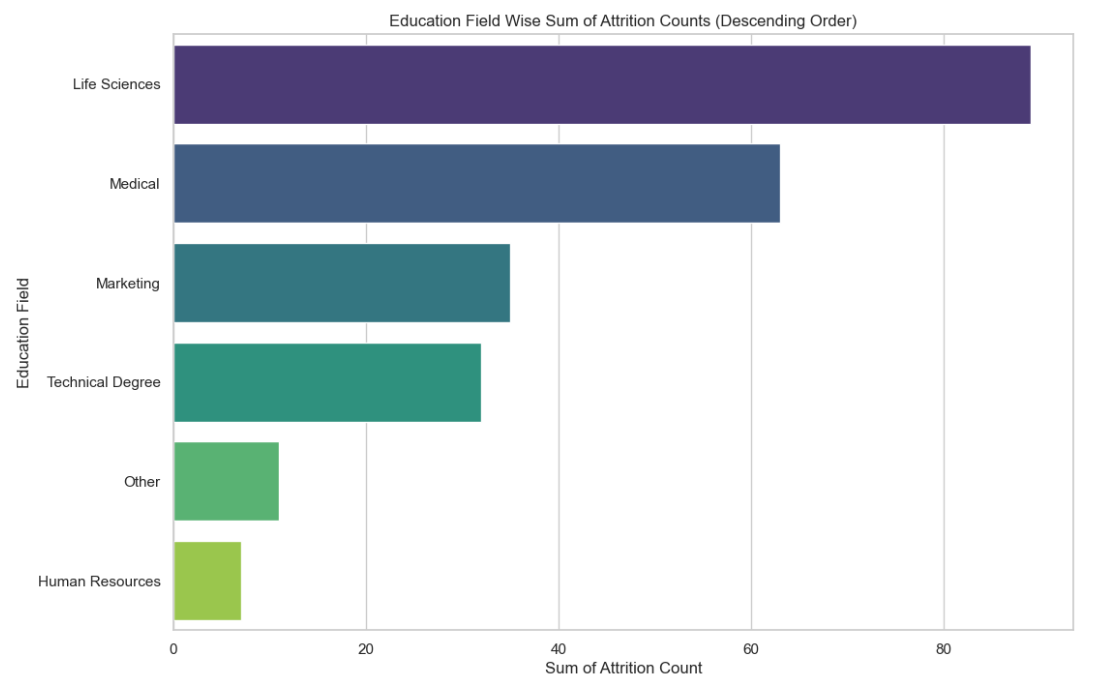 Education Field Wise Sum of Attrition Counts (Descending Order)
Education Field
Life Sciences
Medical
Marketing
Technical Degree
Other
Human Resources
0 20 40 60 80
Sum of Attrition Count